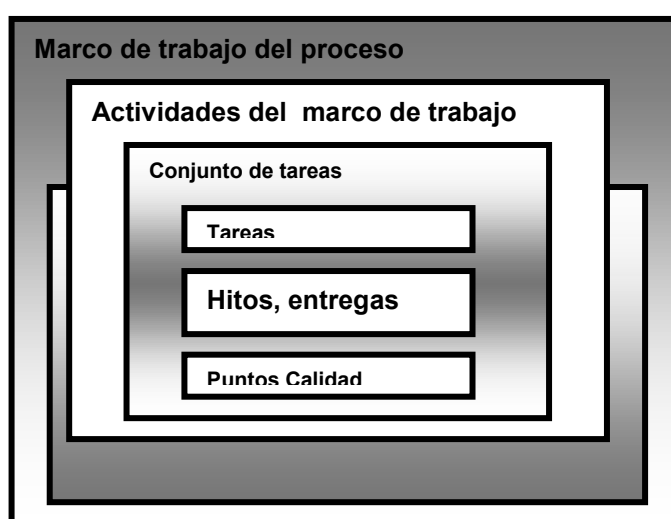 Marco de trabajo del proceso
Actividades del marco de trabajo
Conjunto de tareas
Tareas
Hitos, entregas
Puntos Calidad